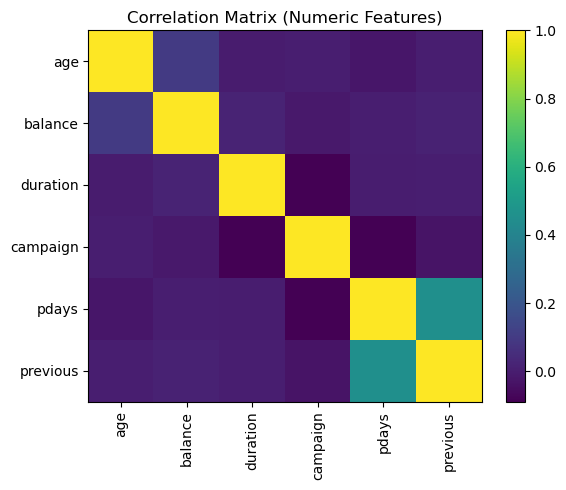 Correlation Matrix (Numeric Features)
age
balance
duration
campaign
pdays
previous
age
balance
duration
campaign
pdays
previous
1.0
0.8
0.6
0.4
0.2
0.0